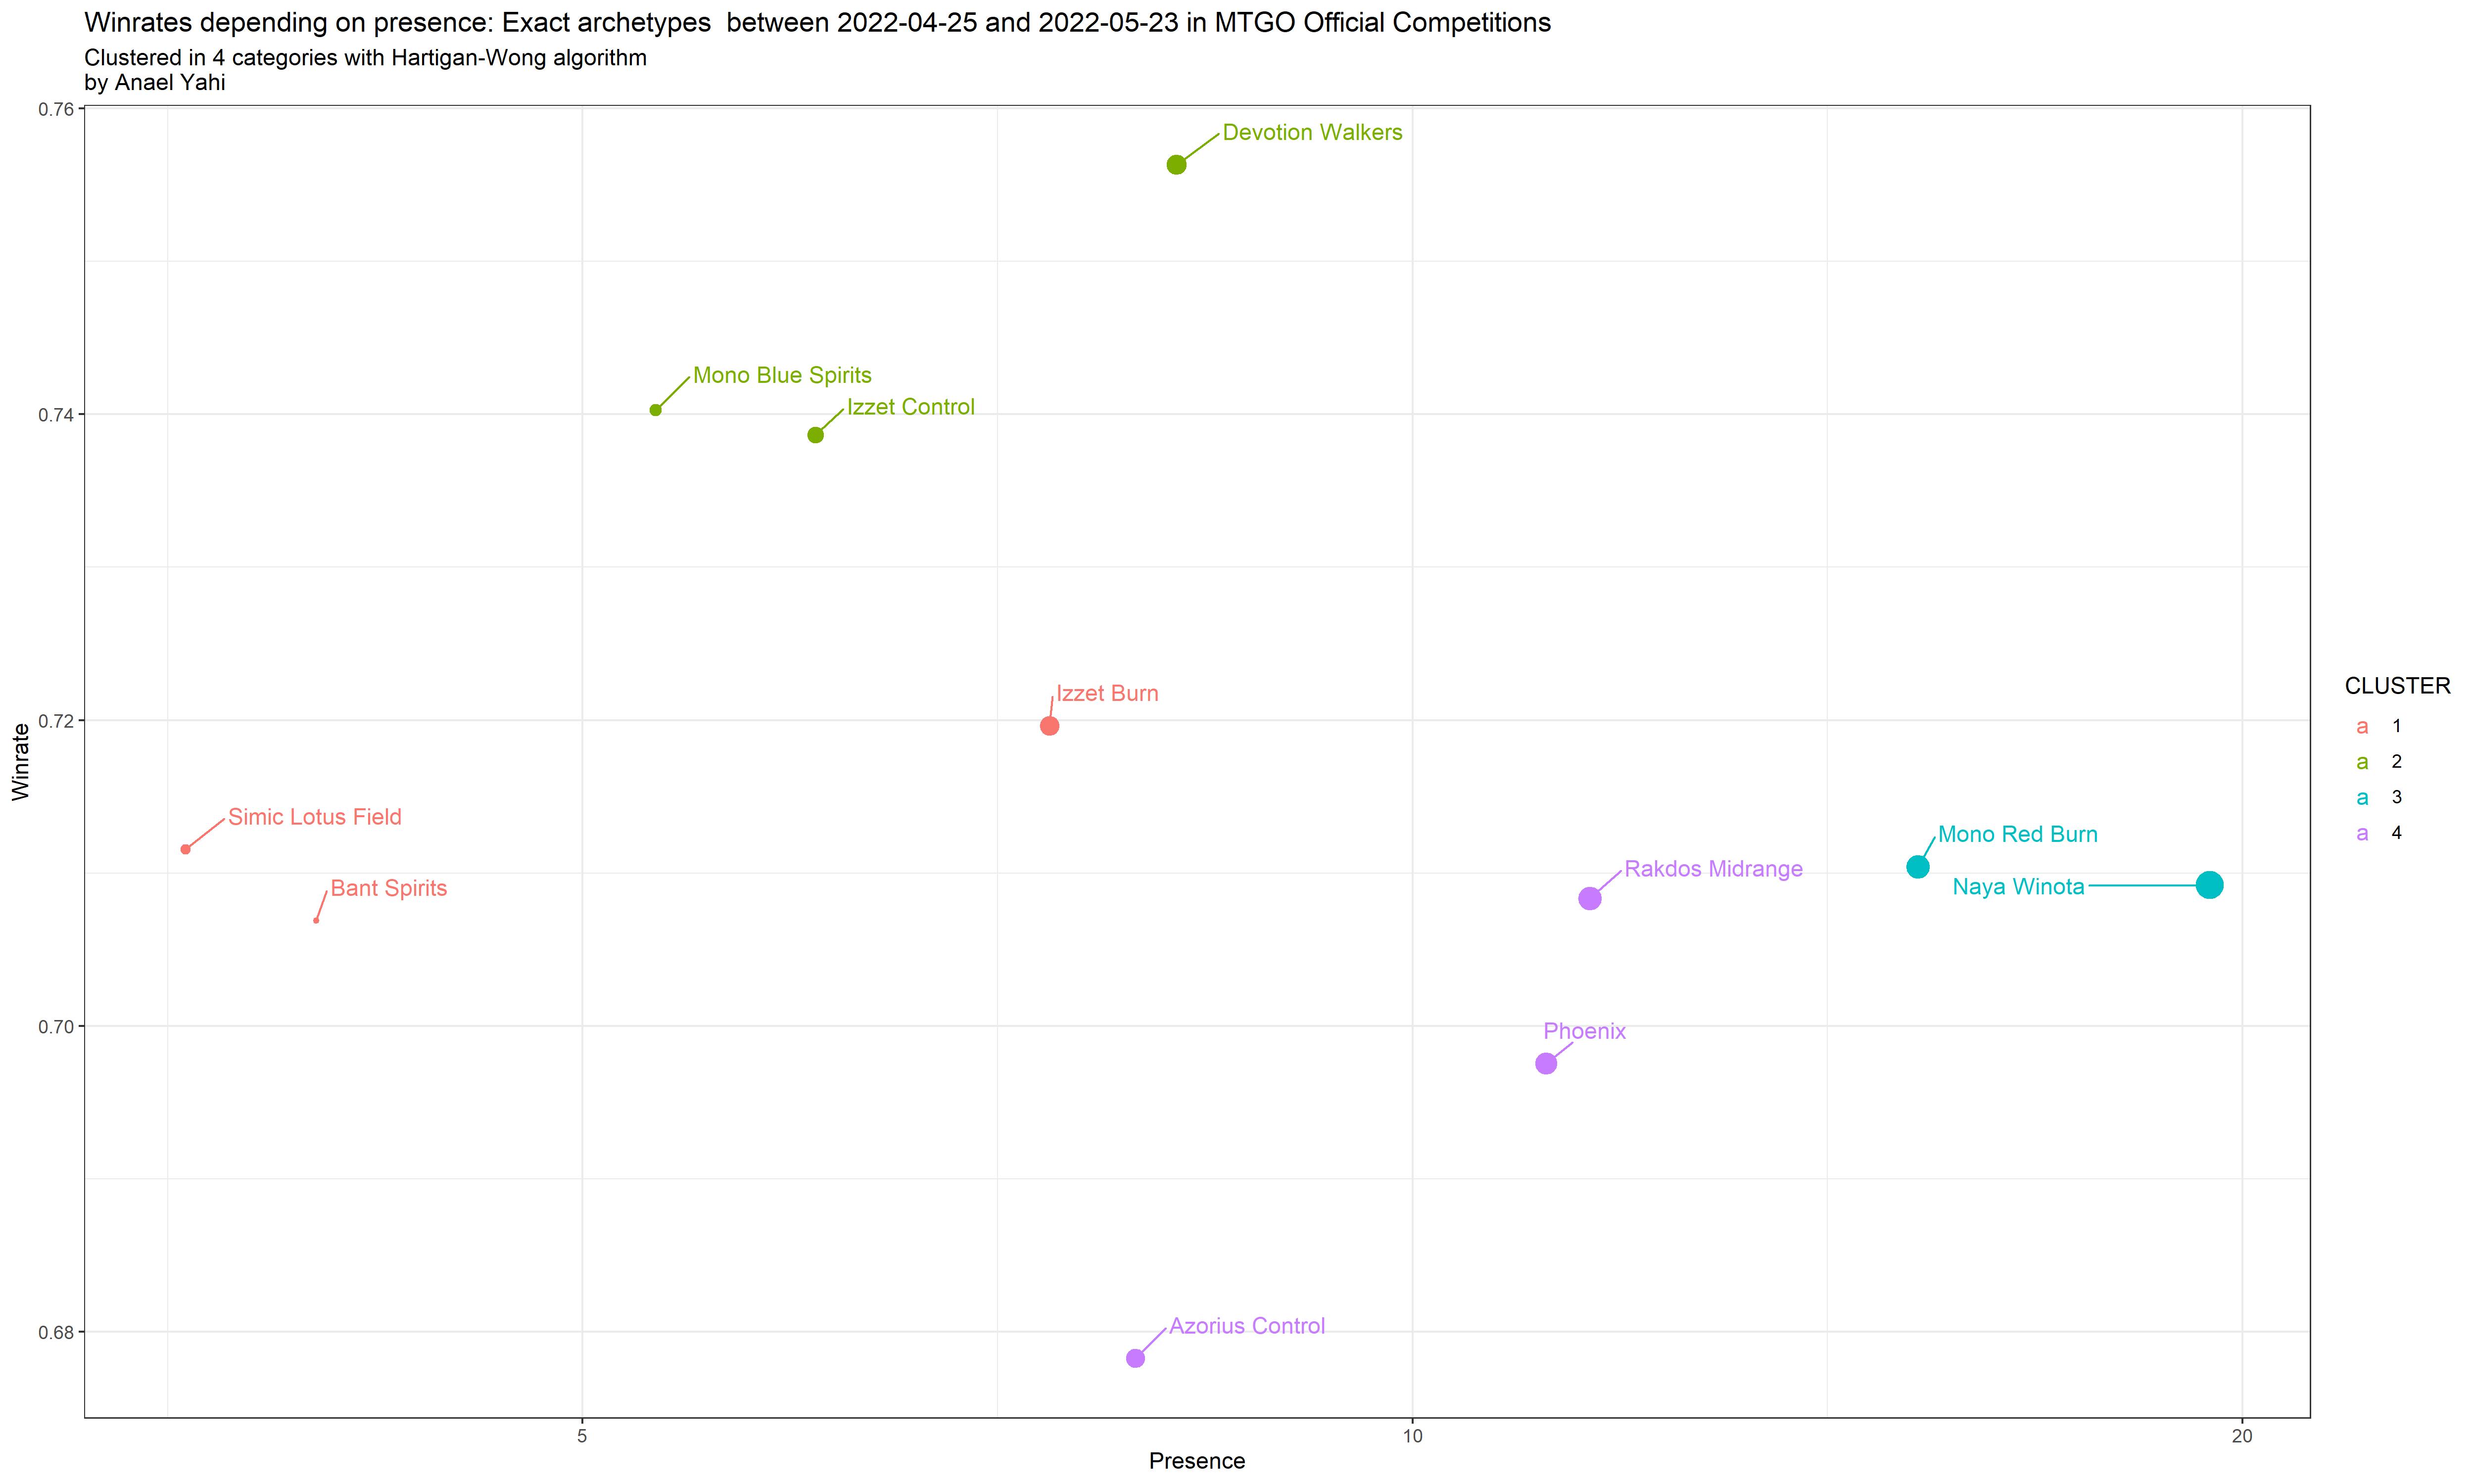 Winrates depending on presence: Exact archetypes  between 2022-04-25 and 2022-05-23 in MTGO Official Competitions
Clustered in 4 categories with Hartigan-Wong algorithm
by Anael Yahi
0.76
Devotion Walkers
Mono Blue Spirits
Izzet Control
0.74
Izzet Burn
0.72
Winrate
Simic Lotus Field
Bant Spirits
Mono Red Burn
Rakdos Midrange
Naya Winota
0.70
Phoenix
Azorius Control
0.68
5
10
20
Presence
CLUSTER
a 1
a 2
a 3
a 4